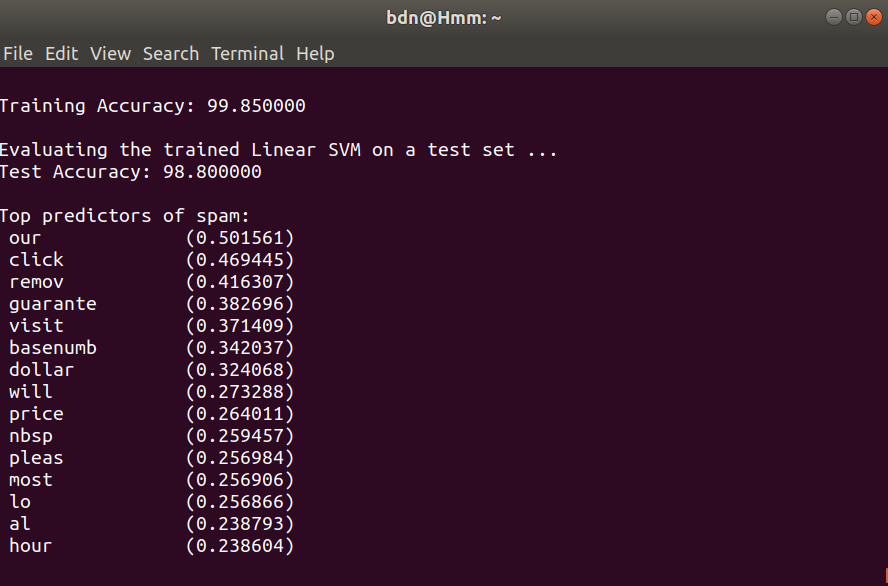 bdn@Hmm: ~
File Edit View Search Terminal Help
Training Accuracy: 99.850000
Evaluating the trained Linear SVM on a test set ...
Test Accuracy: 98.800000
Top predictors of spam:
our (0.501561)
click (0.469445)
remov (0.416307)
guarante (0.382696)
visit (0.371409)
basenumb (0.342037)
dollar (0.324068)
will (0.273288)
price (0.264011)
nbsp (0.259457)
pleas (0.256984)
most (0.256906)
lo (0.256866)
al (0.238793)
hour (0.238604)